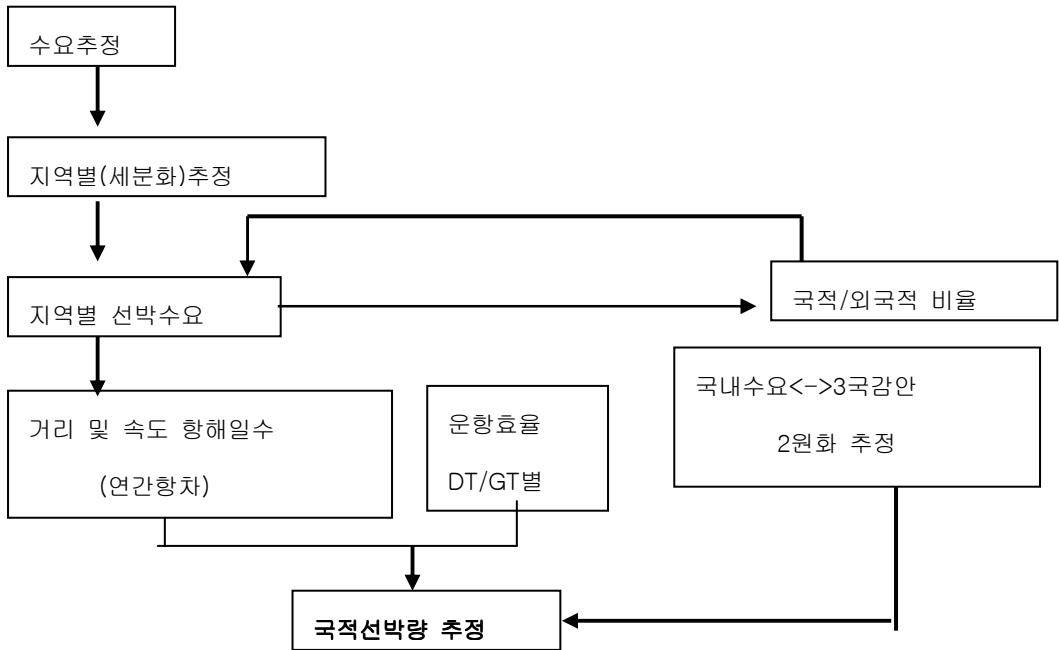 수요추정
지역별(세분화)추정
지역별 선박수요
국적/외국적 비율
거리 및 속도 항해일수
(연간항차)
운항효율
DT/GT별
국내수요<->3국감안
2원화 추정
국적선박량 추정